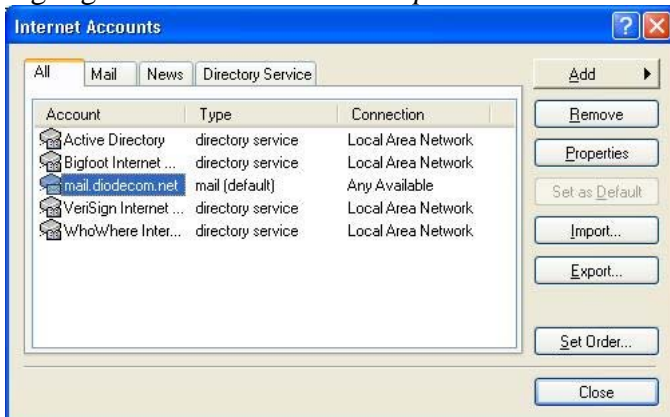 Internet Accounts
All Mail News Directory Service
Add
Account Type Connection
Remove
Active Directory directory service Local Area Network
Bigfoot Internet ... directory service Local Area Network
Properties
mail.diodecom.net mail (default) Any Available
Set as Default
VeriSign Internet ... directory service Local Area Network
WhoWhere Inter... directory service Local Area Network
Import...
Export...
Set Order...
Close